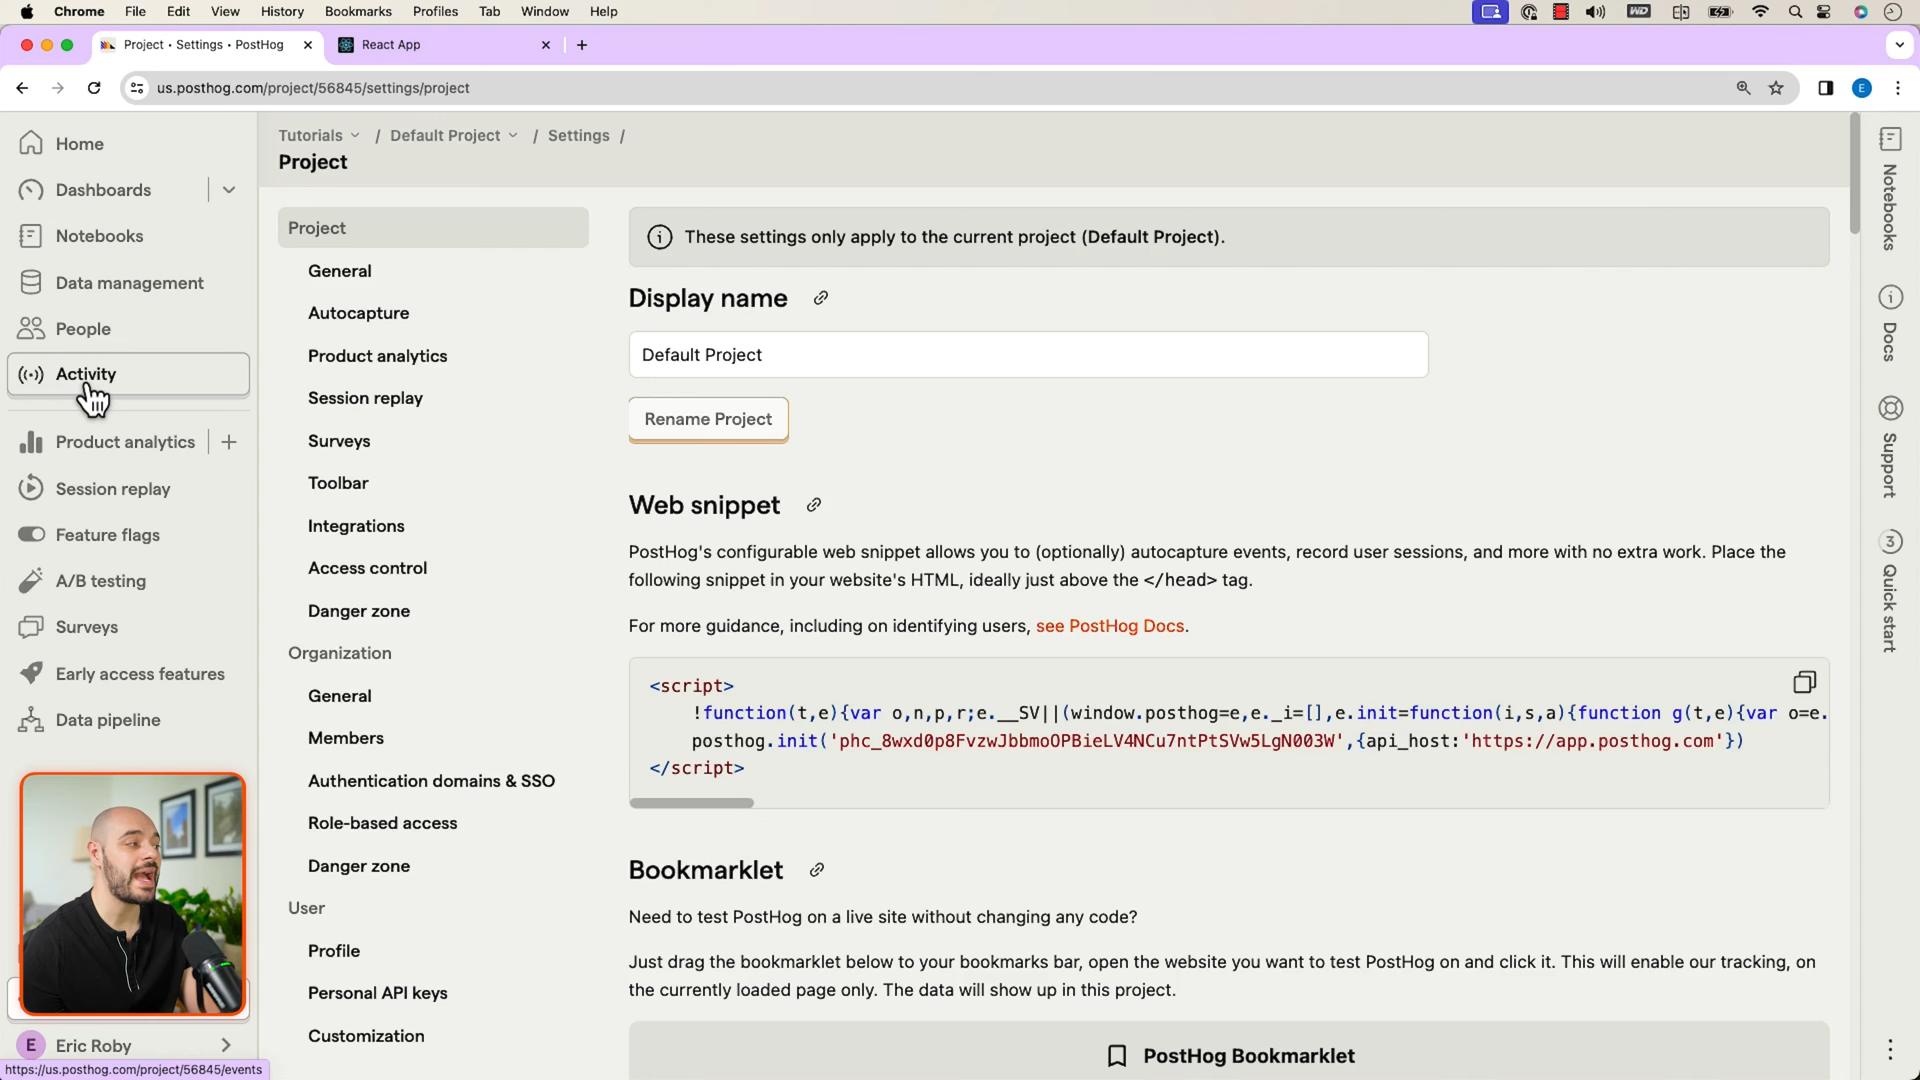 Chrome File Edit View History Bookmarks Profiles Tab Window Help
Project • Settings • PostHog
React App
us.posthog.com/project/56845/settings/project
E
Home
Dashboards
Notebooks
Data management
People
Activity
Product analytics
Session replay
Feature flags
A/B testing
Surveys
Early access features
Data pipeline
E Eric Roby
https://us.posthog.com/project/56845/events
Tutorials / Default Project / Settings /
Project
Project
General
Autocapture
Product analytics
Session replay
Surveys
Toolbar
Integrations
Access control
Danger zone
Organization
General
Members
Authentication domains & SSO
Role-based access
Danger zone
User
Profile
Personal API keys
Customization
These settings only apply to the current project (Default Project).
Display name
Default Project
Rename Project
Web snippet
PostHog's configurable web snippet allows you to (optionally) autocapture events, record user sessions, and more with no extra work. Place the
following snippet in your website's HTML, ideally just above the </head> tag.
For more guidance, including on identifying users, see PostHog Docs.
<script>
!function(t,e){var o,n,p,r;e.__SV||(window.posthog=e,e._i=[],e.init=function(i,s,a){function g(t,e){var o=e.
posthog.init('phc_8wxd0p8FvzwJbbmoOPBieLV4NCu7ntPtSVw5LgN003W',{api_host:'https://app.posthog.com'})
</script>
Bookmarklet
Need to test PostHog on a live site without changing any code?
Just drag the bookmarklet below to your bookmarks bar, open the website you want to test PostHog on and click it. This will enable our tracking, on
the currently loaded page only. The data will show up in this project.
PostHog Bookmarklet
Notebooks
Docs
Support
3
Quick start